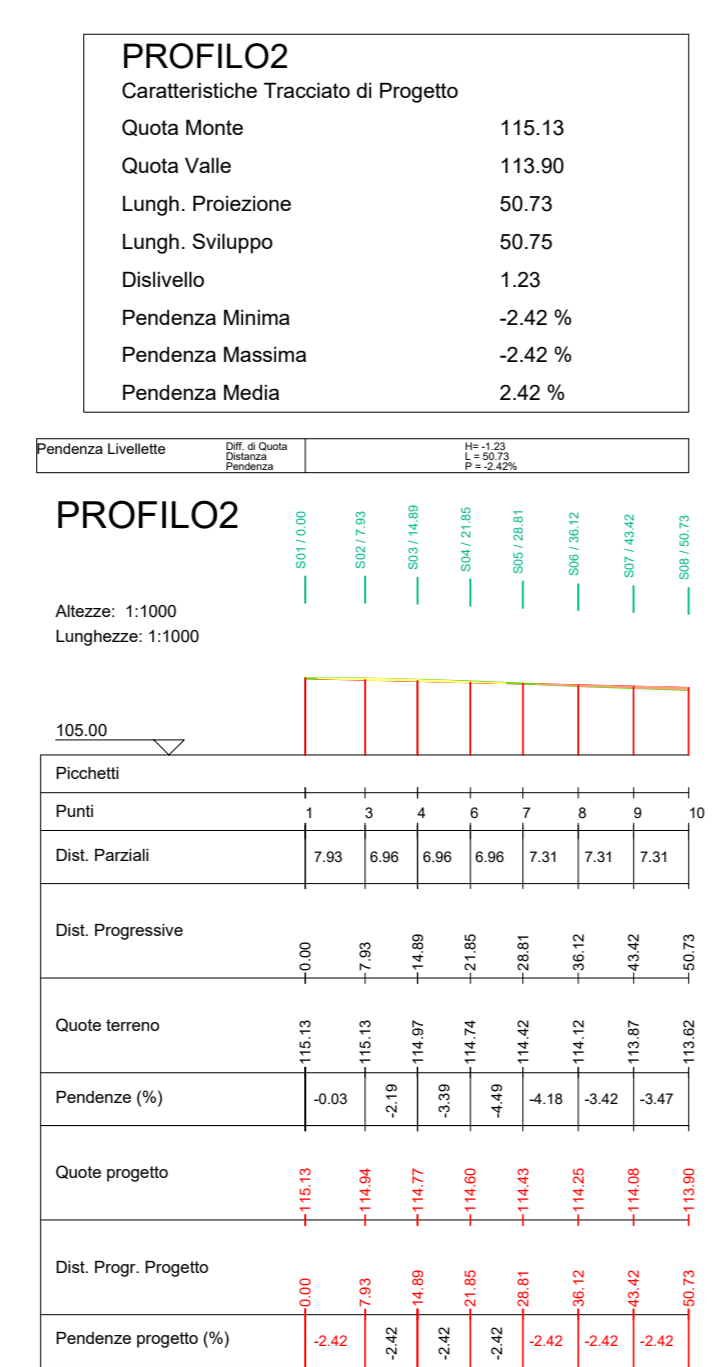 PROFILO2
Caratteristiche Tracciato di Progetto
Quota Monte 115.13
Quota Valle 113.90
Lungh. Proiezione 50.73
Lungh. Sviluppo 50.75
Dislivello 1.23
Pendenza Minima -2.42 %
Pendenza Massima -2.42 %
Pendenza Media 2.42 %
Pendenza Livellette
Diff. di Quota H= -1.23
Distanza L = 50.73
Pendenza P = -2.42%
PROFILO2
S01 / 0.00 S02 / 7.93 S03 / 14.89 S04 / 21.85 S05 / 28.81 S06 / 36.12 S07 / 43.42 S08 / 50.73
Altezze: 1:1000
Lunghezze: 1:1000
105.00
Picchetti
Punti 1 3 4 6 7 8 9 10
Dist. Parziali 7.93 6.96 6.96 6.96 7.31 7.31 7.31
Dist. Progressive 0.00 7.93 14.89 21.85 28.81 36.12 43.42 50.73
Quote terreno 115.13 115.13 114.97 114.74 114.42 114.12 113.87 113.62
Pendenze (%) -0.03 -2.19 -3.39 -4.49 -4.18 -3.42 -3.47
Quote progetto 115.13 114.94 114.77 114.60 114.43 114.25 114.08 113.90
Dist. Progr. Progetto 0.00 7.93 14.89 21.85 28.81 36.12 43.42 50.73
Pendenze progetto (%) -2.42 -2.42 -2.42 -2.42 -2.42 -2.42 -2.42